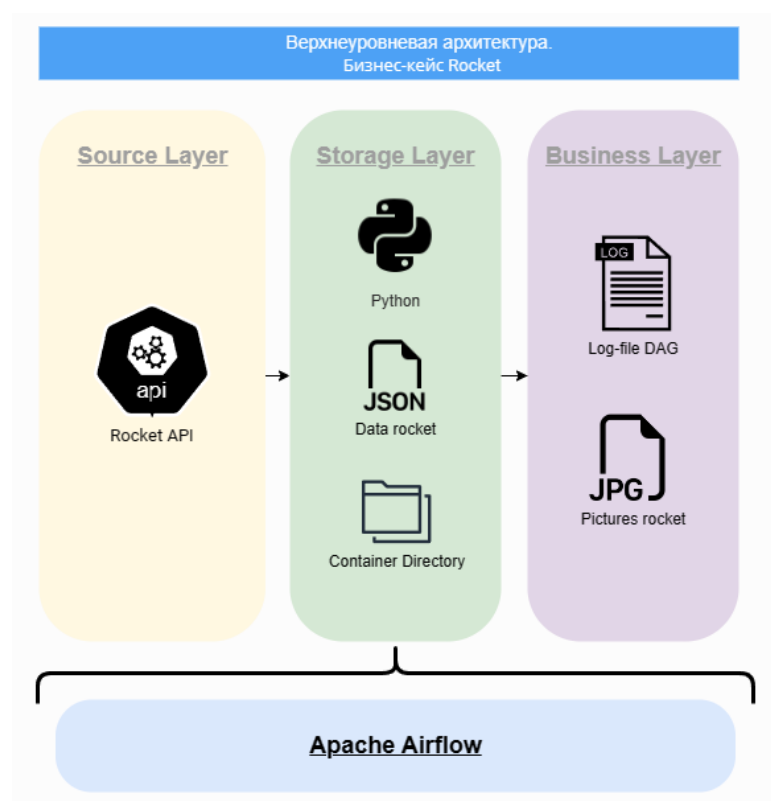 Верхнеуровневая архитектура.
Бизнес-кейс Rocket
Source Layer
api
Rocket API
Storage Layer
Python
JSON
Data rocket
Container Directory
Business Layer
LOG
Log-file DAG
JPG
Pictures rocket
Apache Airflow